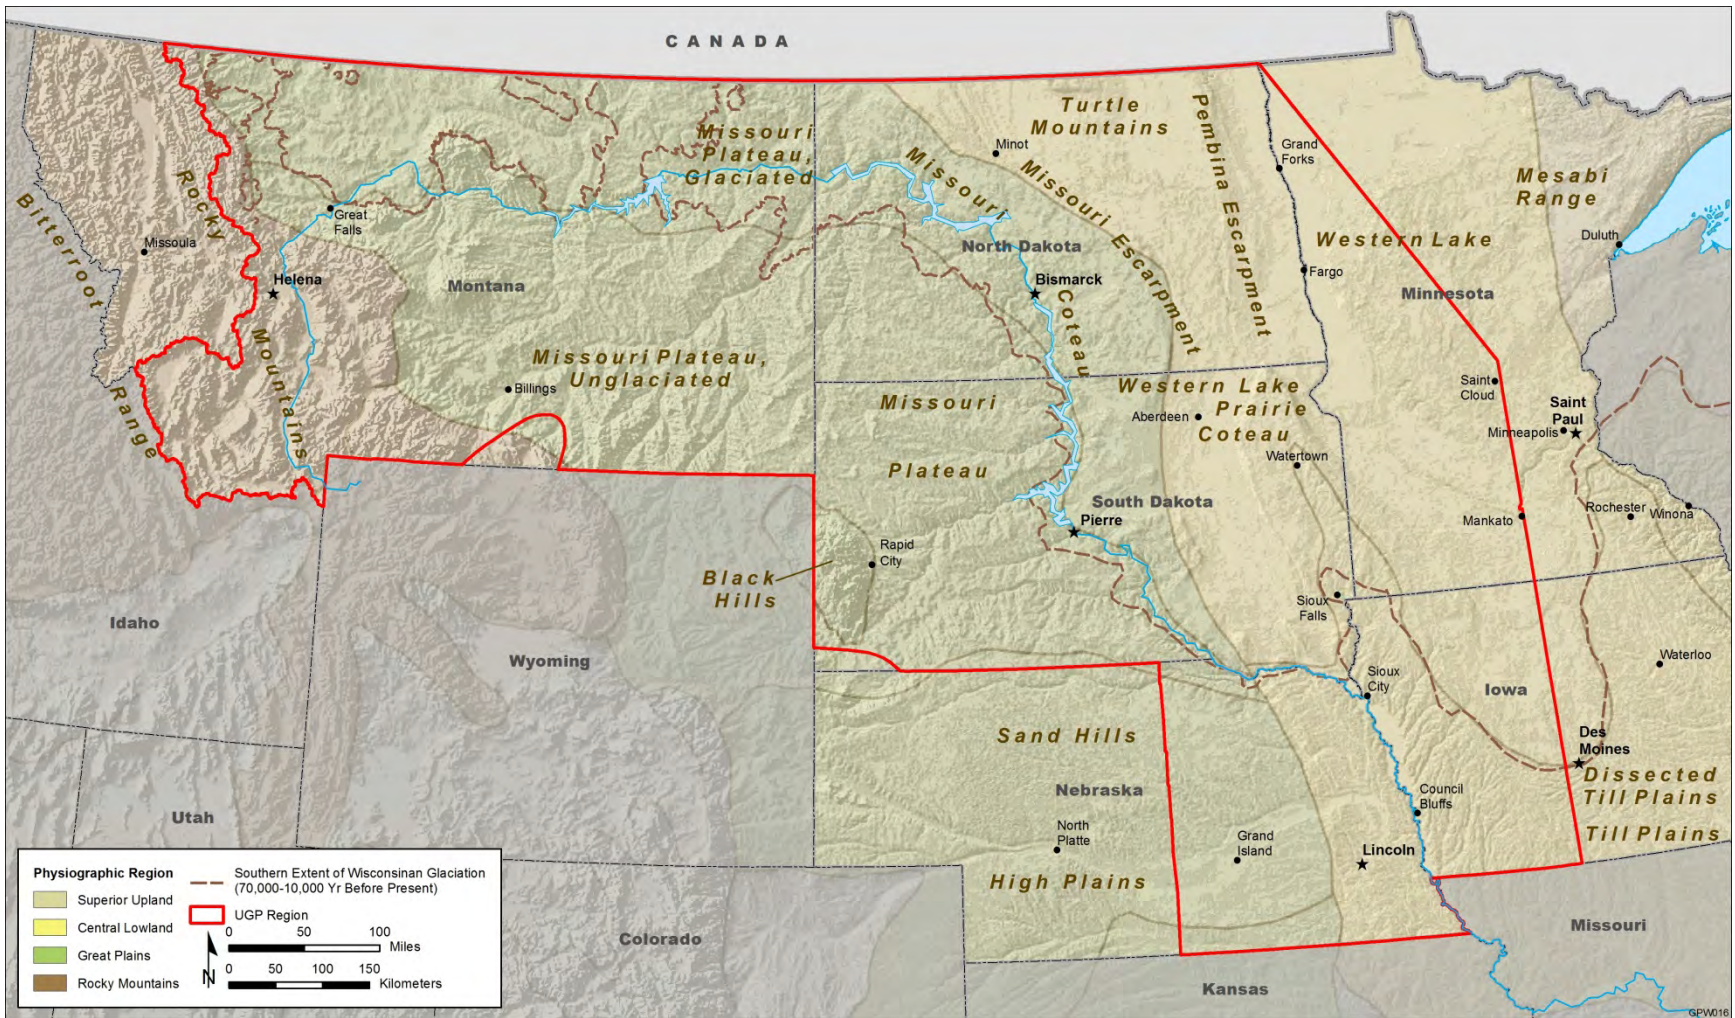 CANADA
Turtle
Mountains
Pembina Escarpment
Missouri
Plateau,
Glaciated
Minot
Missouri
Coteau
Missouri Escarpment
Grand
Forks
Mesabi
Range
Bitterroot
Range
Rocky
Mountains
Great
Falls
Missoula
Duluth
North Dakota
Western Lake
Fargo
Helena
Montana
Bismarck
Minnesota
Missouri Plateau,
Unglaciated
Billings
Western Lake
Saint
Cloud
Missouri
Plateau
Aberdeen
Prairie
Coteau
Saint
Paul
Minneapolis
Watertown
South Dakota
Pierre
Mankato
Rochester
Winona
Rapid
City
Black
Hills
Sioux
Falls
Idaho
Wyoming
Waterloo
Sioux
City
Iowa
Sand Hills
Des
Moines
Nebraska
Dissected
Till Plains
Till Plains
Utah
Council
Bluffs
North
Platte
Grand
Island
Lincoln
High Plains
Colorado
Missouri
Kansas
Physiographic Region
Superior Upland
Central Lowland
Great Plains
Rocky Mountains
Southern Extent of Wisconsinan Glaciation
(70,000-10,000 Yr Before Present)
UGP Region
0 50 100
Miles
0 50 100 150
Kilometers
N
GPW016